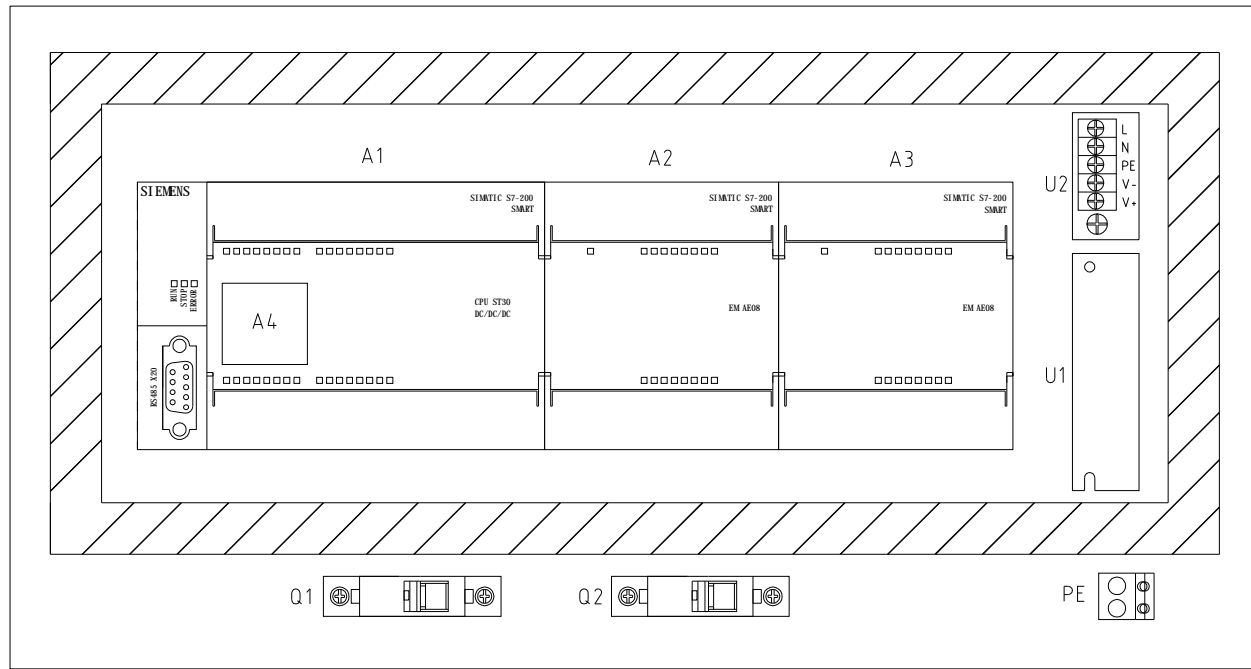 A1
A2
A3
L
N
PE
V-
V+
U2
SIEMENS
SIMATIC S7-200
SMART
SIMATIC S7-200
SMART
SIMATIC S7-200
SMART
RUN
STOP
ERROR
CPU ST30
DC/DC/DC
EM AE08
EM AE08
A4
RS485 X20
U1
Q1
Q2
PE